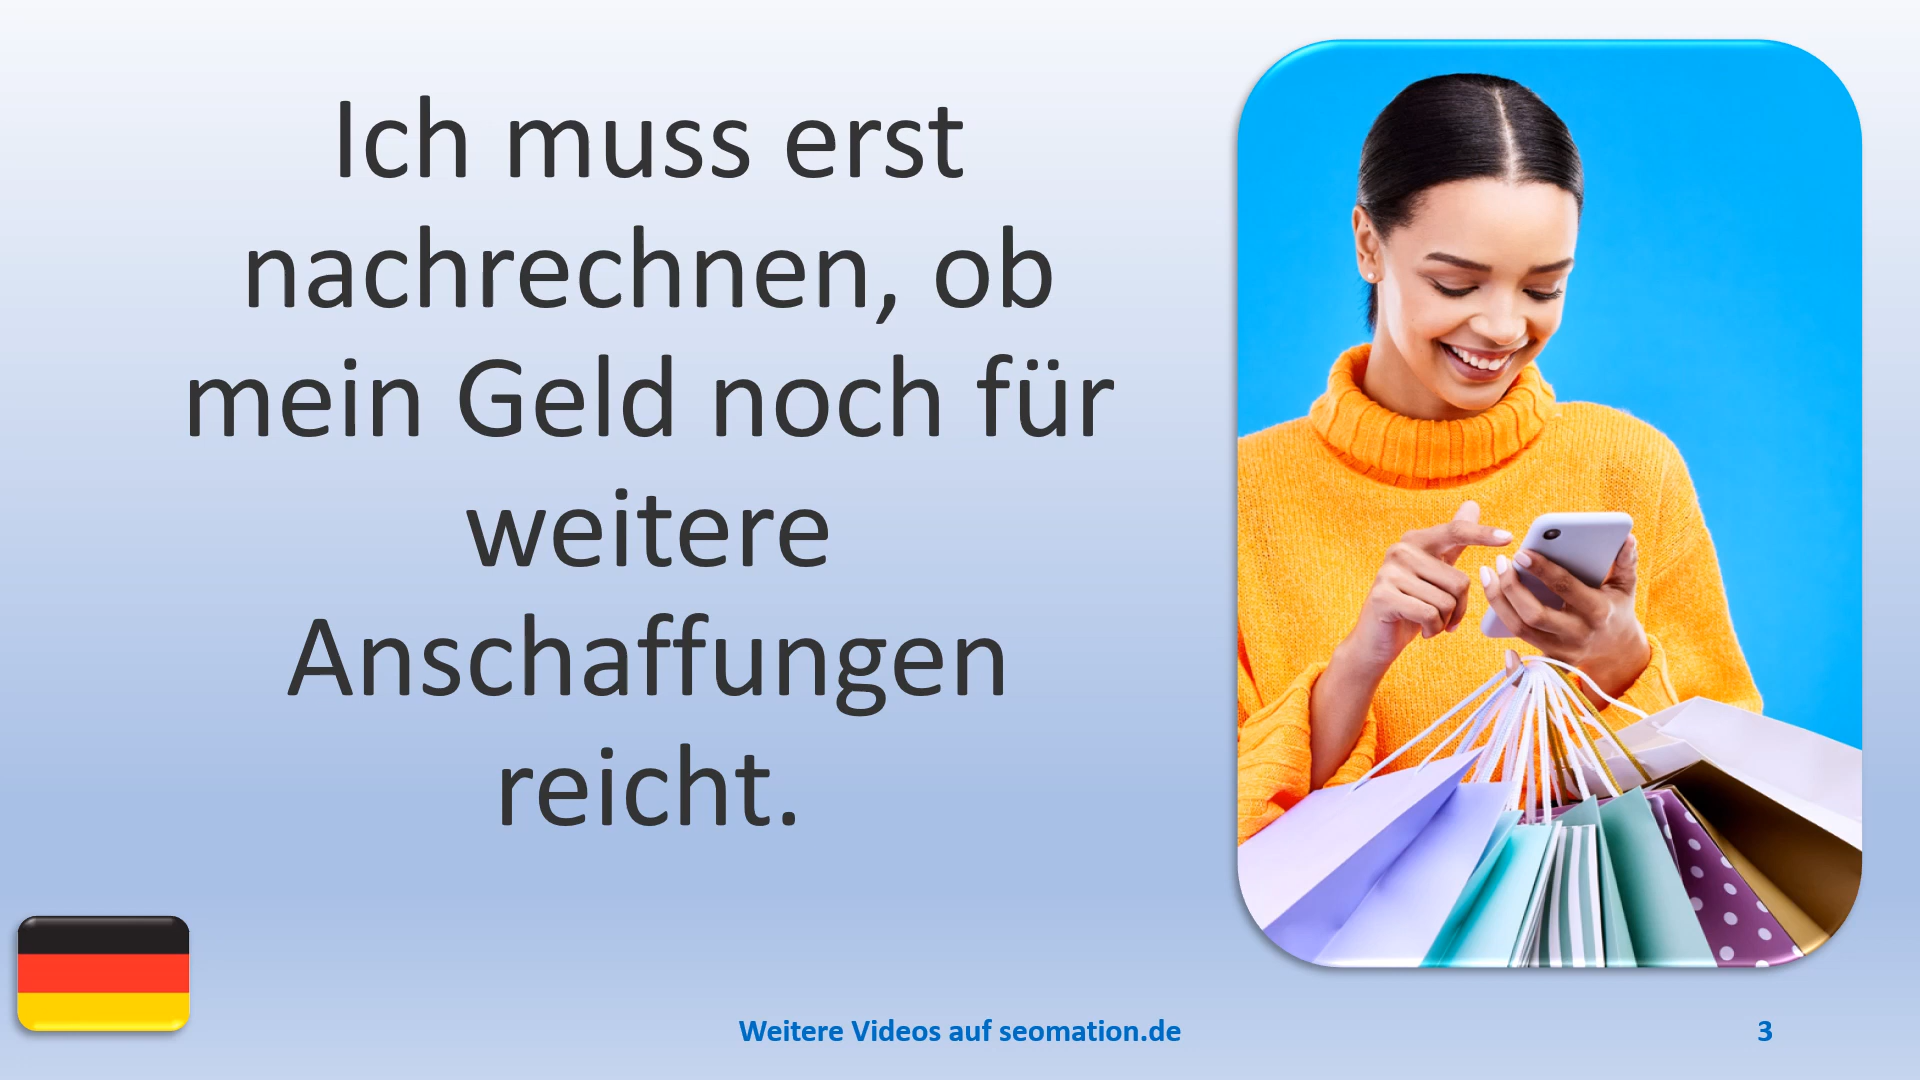 Ich muss erst
nachrechnen, ob
mein Geld noch für
weitere
Anschaffungen
reicht.
Weitere Videos auf seomation.de
3